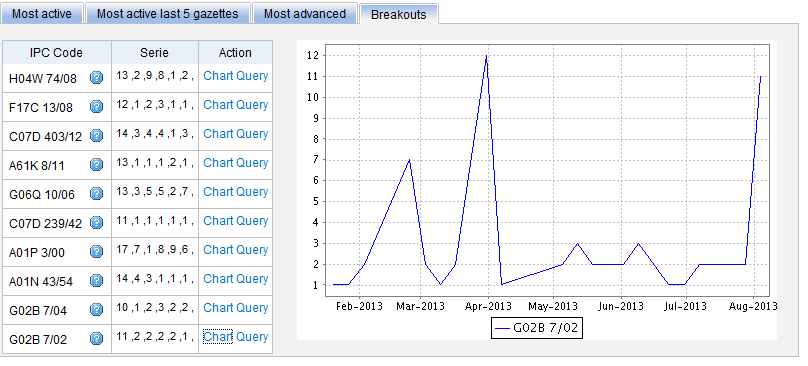 Most active Most active last 5 gazettes Most advanced Breakouts
IPC Code Serie Action
H04W 74/08 ? 13 ,2 ,9 ,8 ,1 ,2 , Chart Query
F17C 13/08 ? 12 ,1 ,2 ,3 ,1 ,1 , Chart Query
C07D 403/12 ? 14 ,3 ,4 ,4 ,1 ,3 , Chart Query
A61K 8/11 ? 13 ,1 ,1 ,1 ,2 ,1 , Chart Query
G06Q 10/06 ? 13 ,3 ,5 ,5 ,2 ,7 , Chart Query
C07D 239/42 ? 11 ,1 ,1 ,1 ,1 ,1 , Chart Query
A01P 3/00 ? 17 ,7 ,1 ,8 ,9 ,6 , Chart Query
A01N 43/54 ? 14 ,4 ,3 ,1 ,1 ,1 , Chart Query
G02B 7/04 ? 10 ,1 ,2 ,3 ,2 ,2 , Chart Query
G02B 7/02 ? 11 ,2 ,2 ,2 ,2 ,1 , Chart Query
12
11
10
9
8
7
6
5
4
3
2
1
Feb-2013 Mar-2013 Apr-2013 May-2013 Jun-2013 Jul-2013 Aug-2013
G02B 7/02